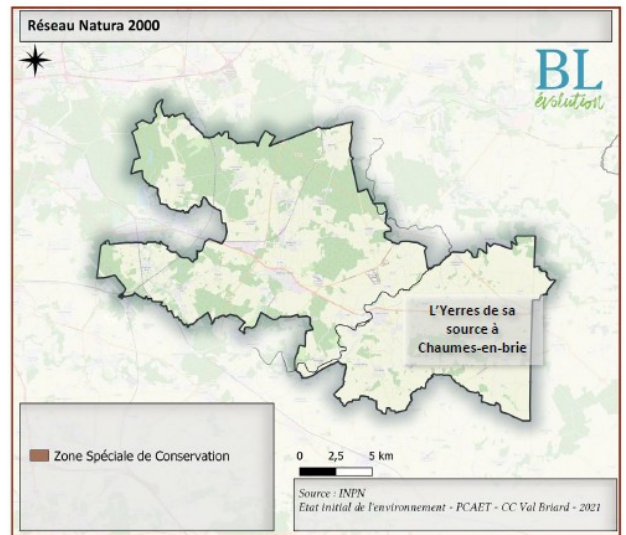 Réseau Natura 2000
BL
évolution
L'Yerres de sa
source à
Chaumes-en-brie
Zone Spéciale de Conservation
0 2,5 5 km
Source : INPN
Etat initial de l'environnement - PCAET - CC Val Briard - 2021